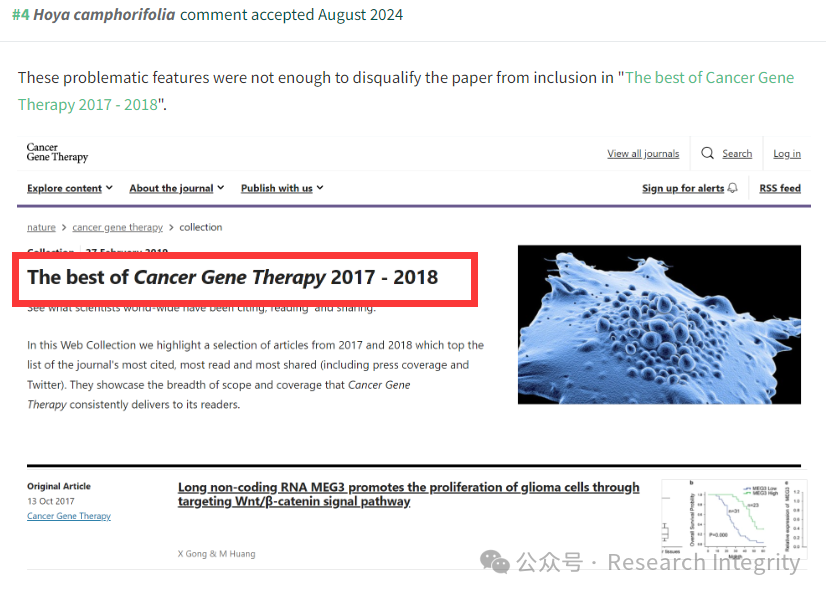 #4 Hoya camphorifolia comment accepted August 2024
These problematic features were not enough to disqualify the paper from inclusion in "The best of Cancer Gene
Therapy 2017 - 2018".
Cancer
Gene Therapy
View all journals
Search
Log in
Explore content
About the journal
Publish with us
Sign up for alerts
RSS feed
nature > cancer gene therapy > collection
Collection | 27 February 2019
The best of Cancer Gene Therapy 2017 - 2018
See what scientists world-wide have been citing, reading and sharing.
In this Web Collection we highlight a selection of articles from 2017 and 2018 which top the
list of the journal's most cited, most read and most shared (including press coverage and
Twitter). They showcase the breadth of scope and coverage that Cancer Gene
Therapy consistently delivers to its readers.
Original Article
13 Oct 2017
Cancer Gene Therapy
Long non-coding RNA MEG3 promotes the proliferation of glioma cells through
targeting Wnt/β-catenin signal pathway
X Gong & M Huang
b
MEG3 Low
MEG3 High
n=23
n=31
P=0.000
Overall Survival Probability
Relative expression of MEG3
公众号 · Research Integrity